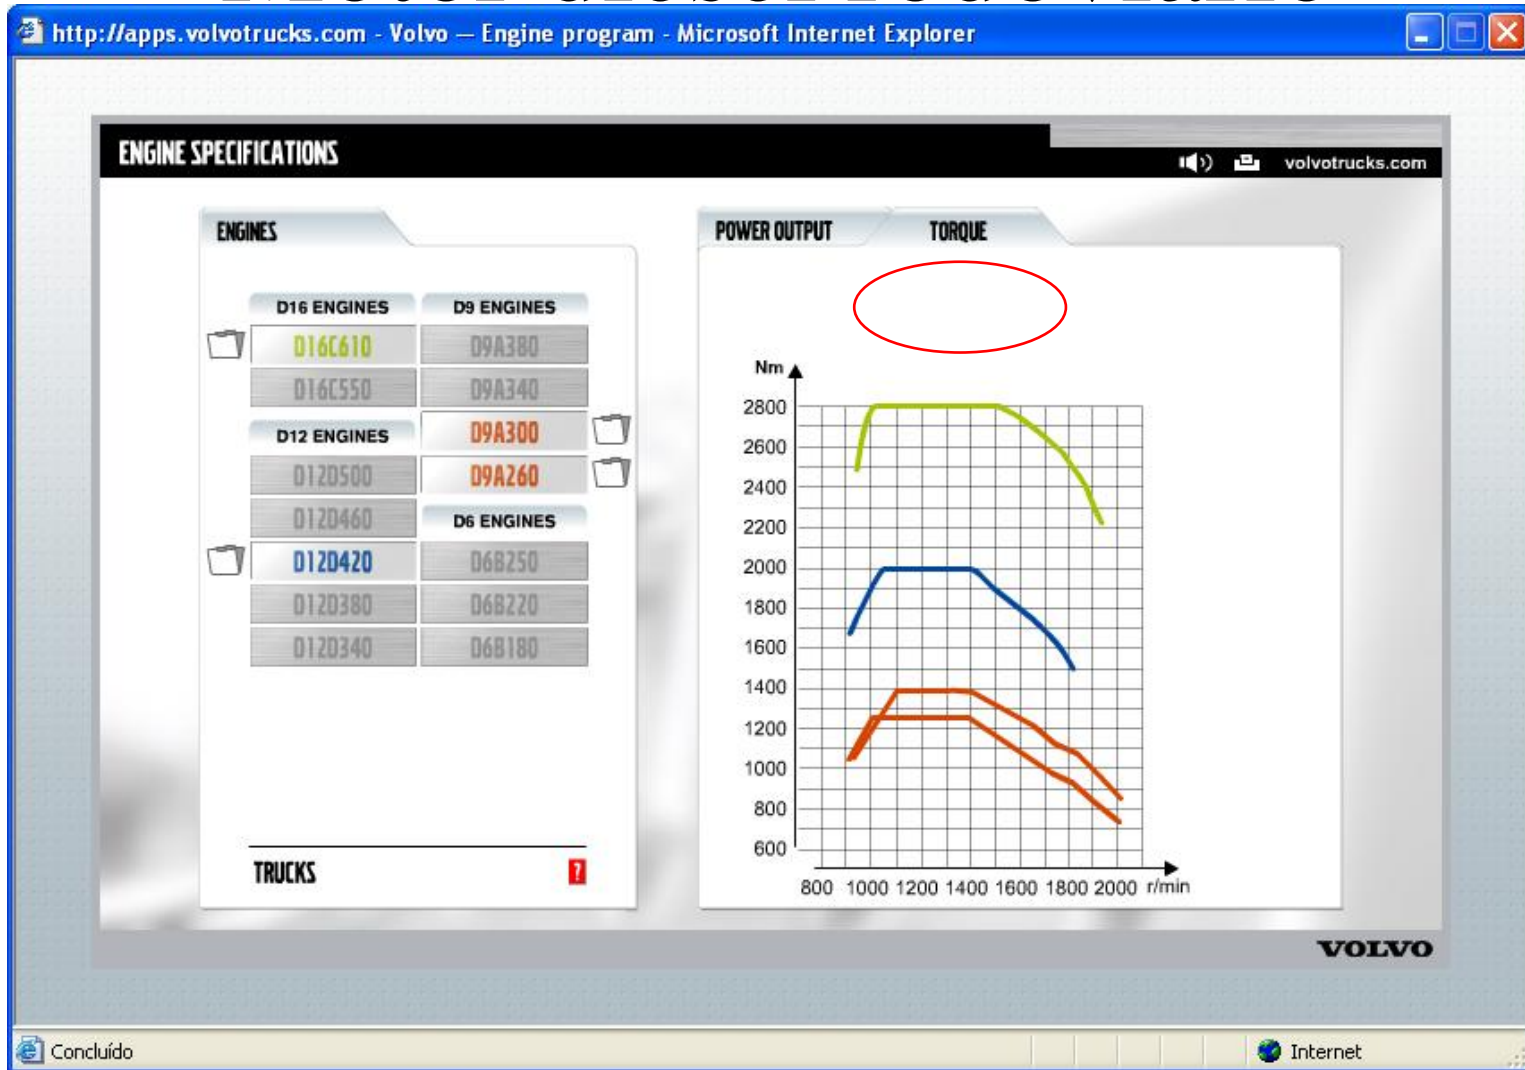 http://apps.volvotrucks.com - Volvo — Engine program - Microsoft Internet Explorer
ENGINE SPECIFICATIONS
volvotrucks.com
ENGINES
D16 ENGINES
D16C610
D16C550
D12 ENGINES
D12D500
D12D460
D12D420
D12D380
D12D340
D9 ENGINES
D9A380
D9A340
D9A300
D9A260
D6 ENGINES
D6B250
D6B220
D6B180
TRUCKS
?
POWER OUTPUT
TORQUE
Nm
2800
2600
2400
2200
2000
1800
1600
1400
1200
1000
800
600
800 1000 1200 1400 1600 1800 2000 r/min
VOLVO
Concluído
Internet